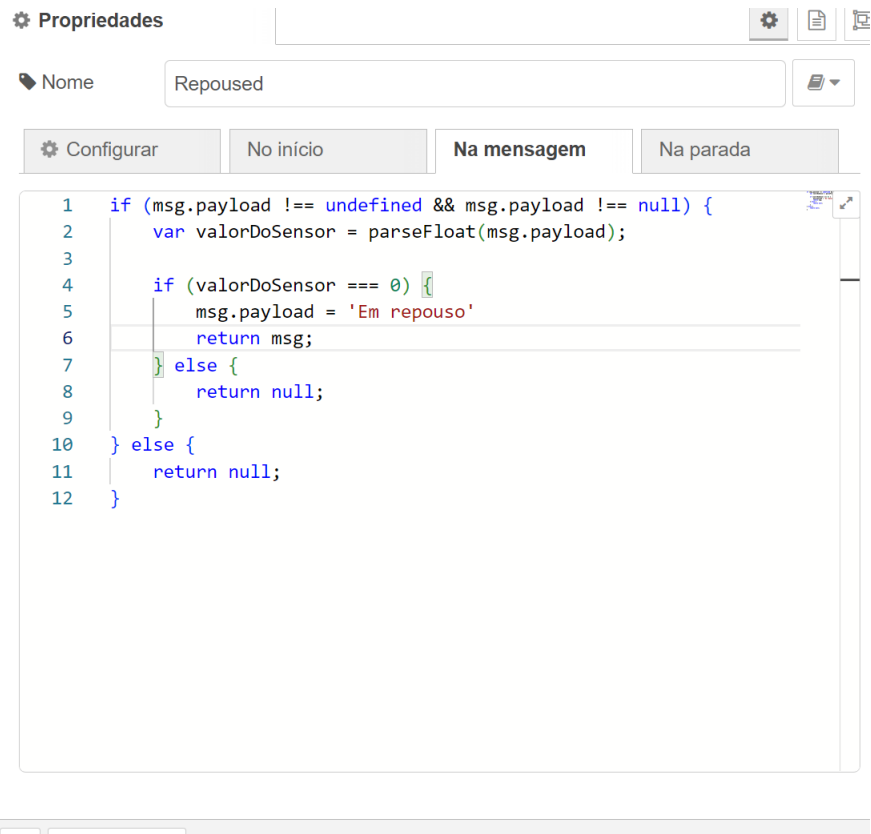 Propriedades
Nome
Repoused
Configurar
No início
Na mensagem
Na parada
1 if (msg.payload !== undefined && msg.payload !== null) {
2     var valorDoSensor = parseFloat(msg.payload);
3
4     if (valorDoSensor === 0) {
5         msg.payload = 'Em repouso'
6         return msg;
7     } else {
8         return null;
9     }
10 } else {
11     return null;
12 }